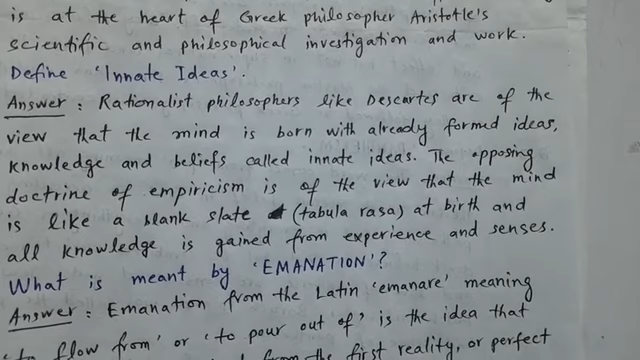 is at the heart of Greek philosopher Aristotle's
scientific and philosophical investigation and work.
Define 'Innate Ideas'.
Answer : Rationalist philosophers like Descartes are of the
view that the mind is born with already formed ideas,
knowledge and beliefs called innate ideas. The opposing
doctrine of empiricism is of the view that the mind
is like a blank slate (tabula rasa) at birth and
all knowledge is gained from experience and senses.
What is meant by 'EMANATION'?
Answer : Emanation from the Latin 'emanare' meaning
'to flow from' or 'to pour out of' is the idea that
from the first reality, or perfect